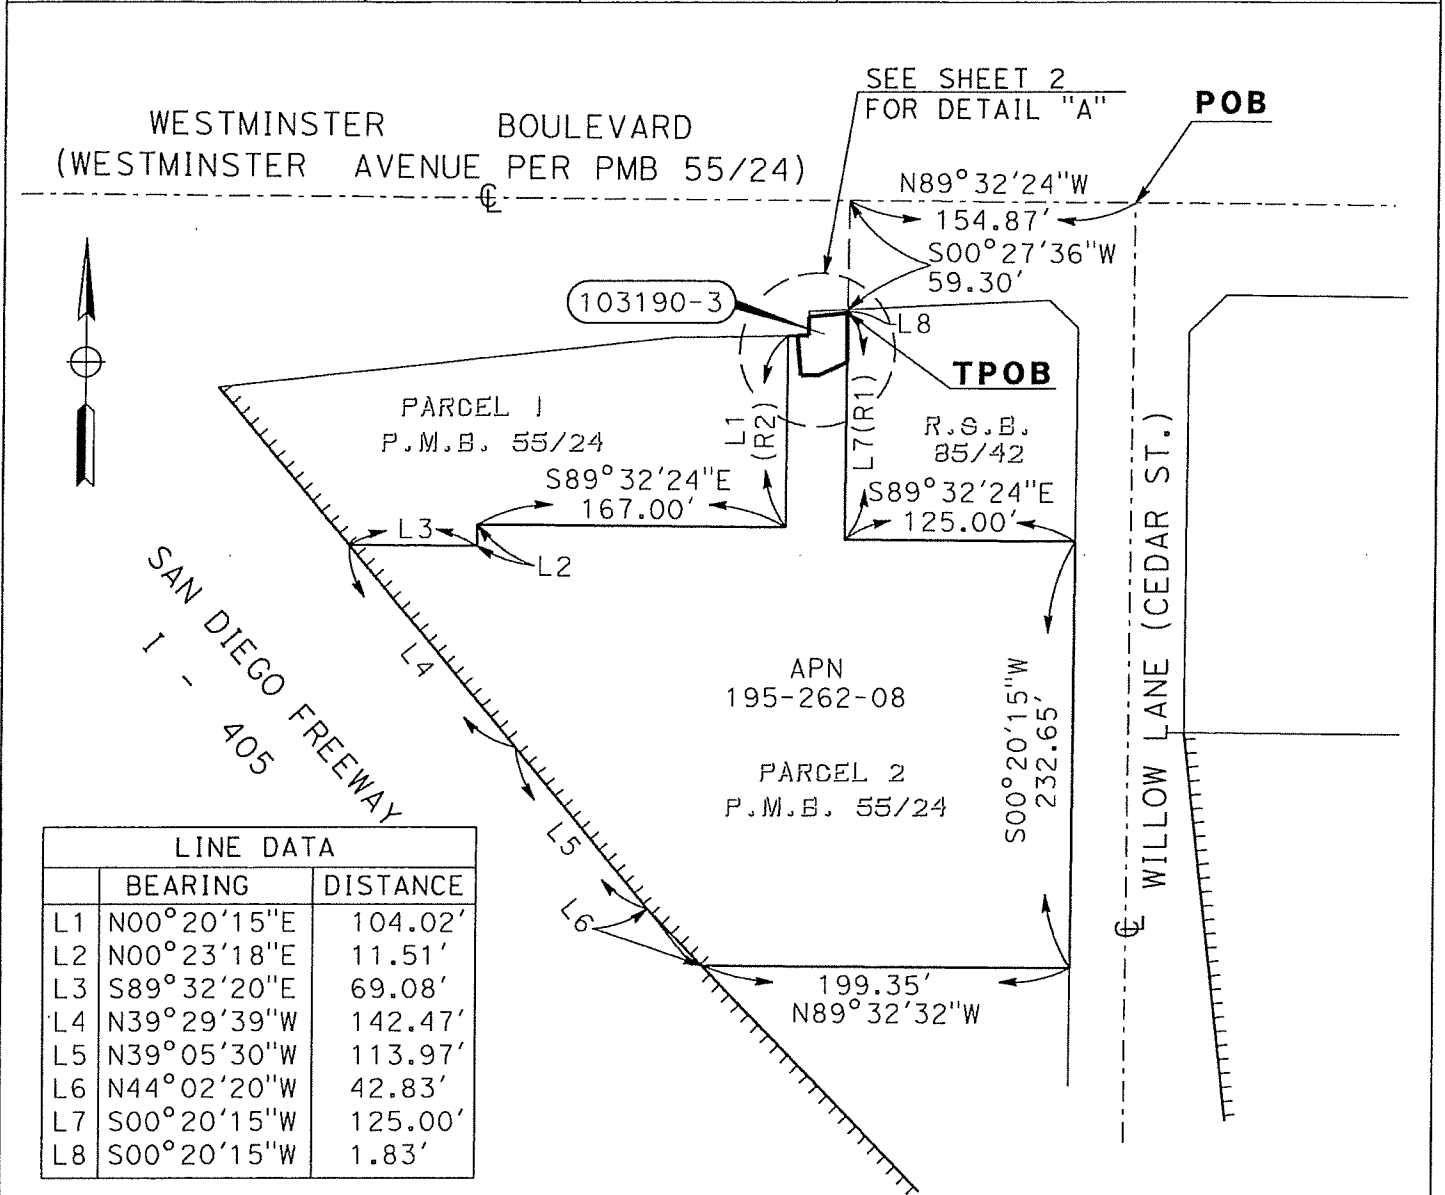 SEE SHEET 2
FOR DETAIL "A"
POB
WESTMINSTER BOULEVARD
(WESTMINSTER AVENUE PER PMB 55/24)
℄
N89°32'24"W
154.87'
S00°27'36"W
59.30'
103190-3
L8
TPOB
PARCEL 1
P.M.B. 55/24
L1
(R2)
L7(R1)
R.S.B.
85/42
S89°32'24"E
167.00'
S89°32'24"E
125.00'
L3
L2
SAN DIEGO FREEWAY
I - 405
L4
APN
195-262-08
PARCEL 2
P.M.B. 55/24
S00°20'15"W
232.65'
WILLOW LANE (CEDAR ST.)
℄
L5
L6
199.35'
N89°32'32"W
LINE DATA
BEARING DISTANCE
L1 N00°20'15"E 104.02'
L2 N00°23'18"E 11.51'
L3 S89°32'20"E 69.08'
L4 N39°29'39"W 142.47'
L5 N39°05'30"W 113.97'
L6 N44°02'20"W 42.83'
L7 S00°20'15"W 125.00'
L8 S00°20'15"W 1.83'